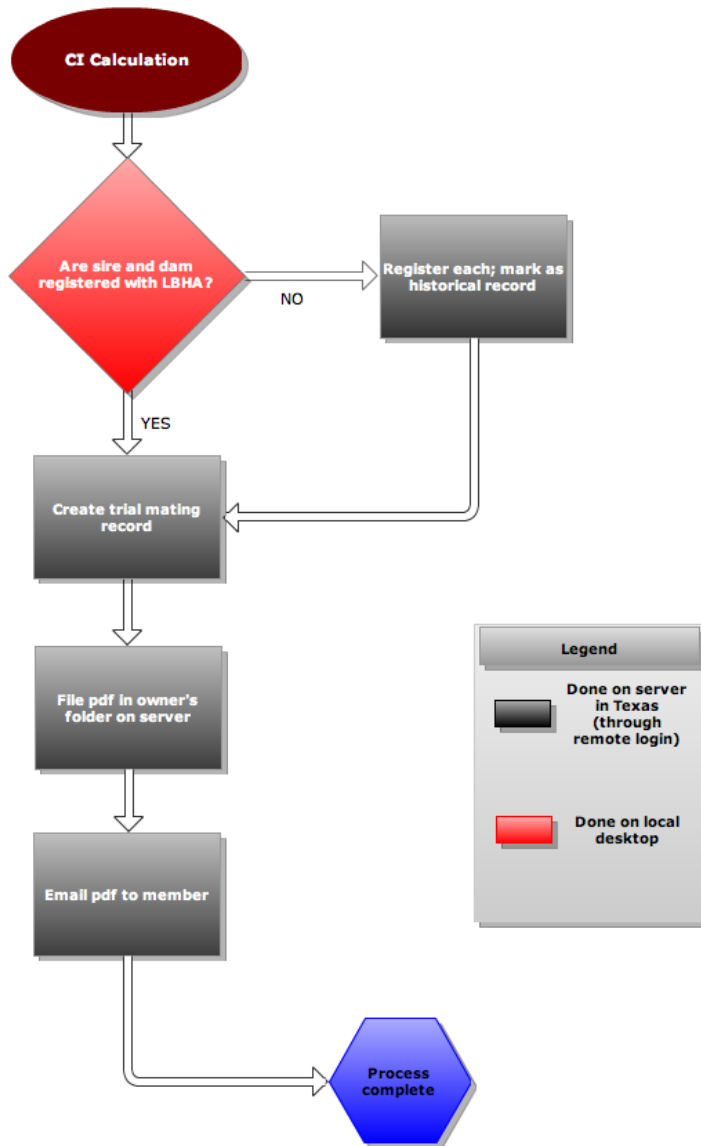 CI Calculation
Are sire and dam
registered with LBHA?
NO
Register each; mark as
historical record
YES
Create trial mating
record
File pdf in owner's
folder on server
Email pdf to member
Process
complete
Legend
Done on server
in Texas
(through
remote login)
Done on local
desktop